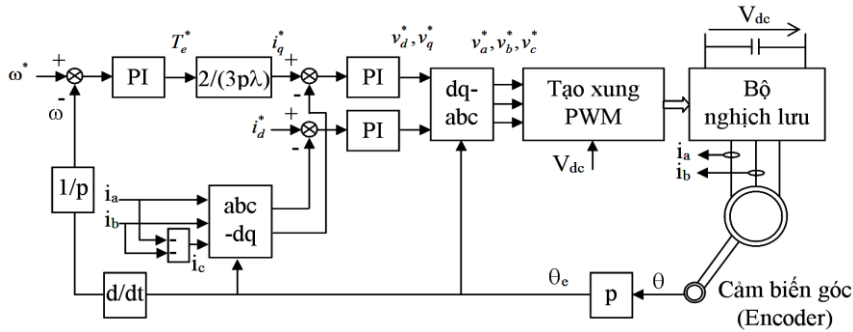 V_dc
T_e^* i_q^* v_d^*, v_q^* v_a^*, v_b^*, v_c^*
ω^* + PI 2/(3pλ) + PI dq-abc Tạo xung PWM Bộ nghịch lưu
-
-
ω
i_d^* + PI
-
V_dc
i_a
i_b
1/p
i_a
i_b
abc
-dq
-
-
i_c
d/dt
θ_e
p
θ
Cảm biến góc
(Encoder)